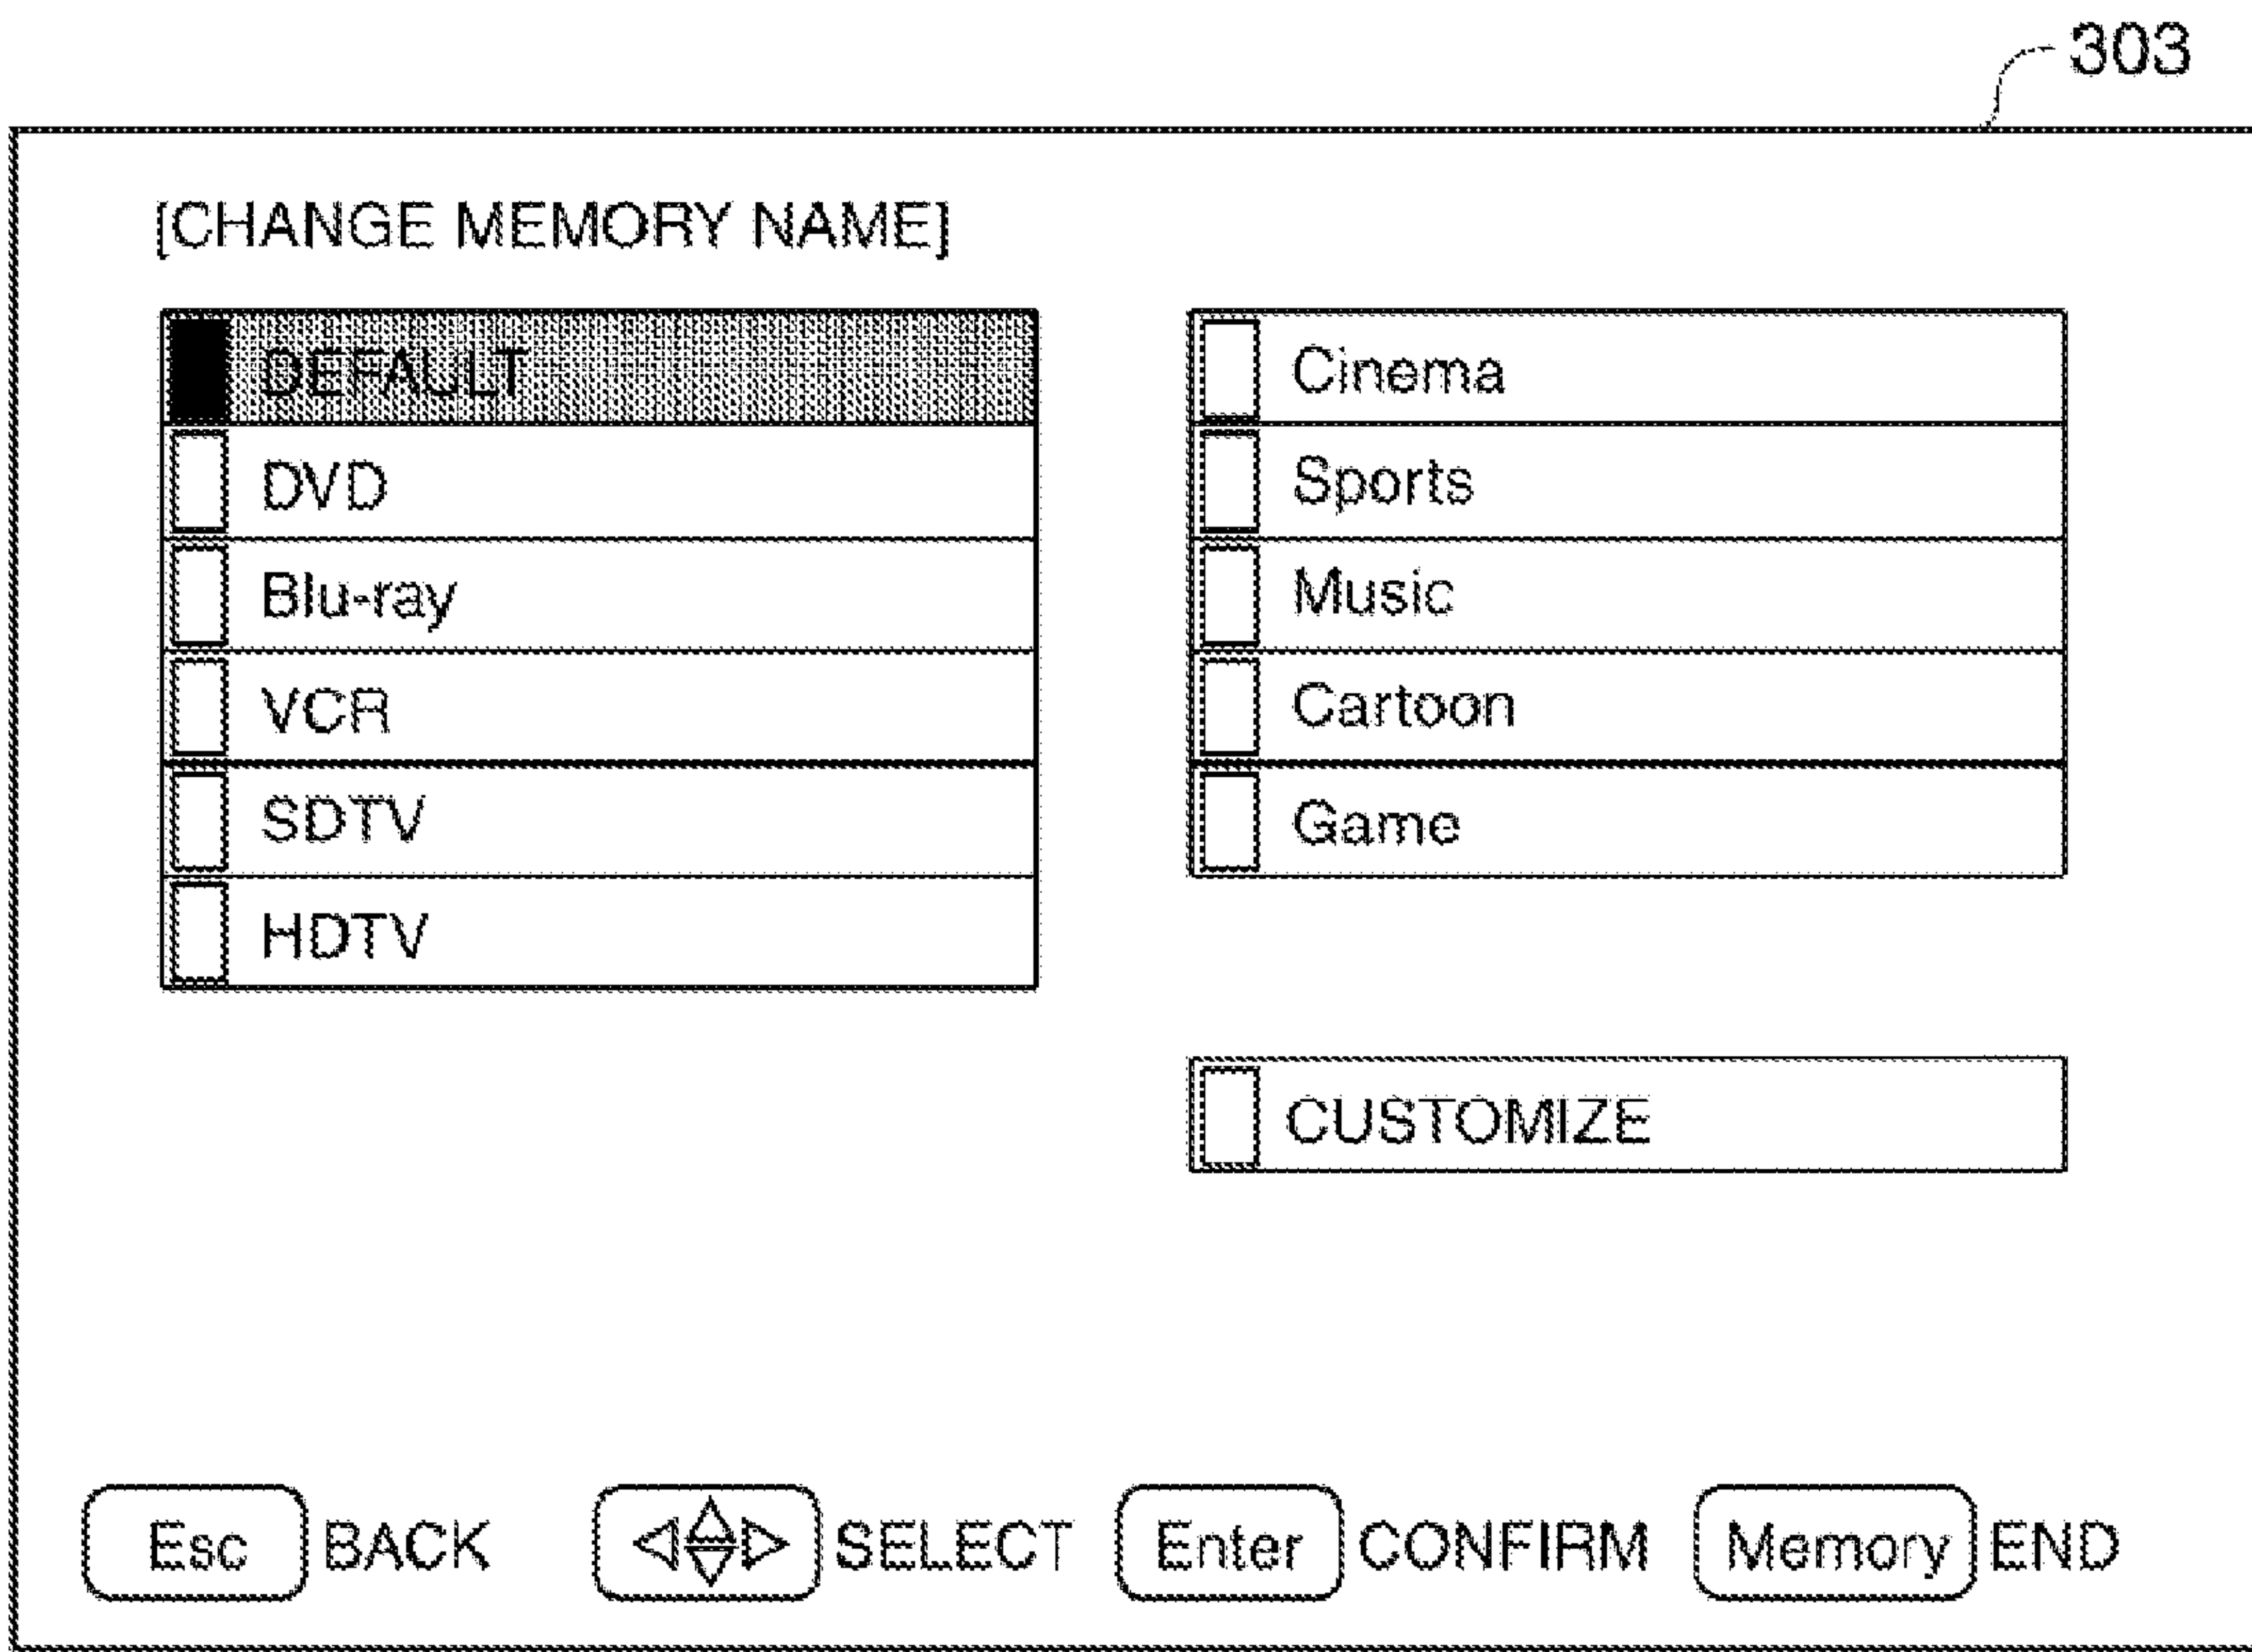 303
[CHANGE MEMORY NAME]
DEFAULT
DVD
Blu-ray
VCR
SDTV
HDTV
Cinema
Sports
Music
Cartoon
Game
CUSTOMIZE
Esc BACK SELECT Enter CONFIRM Memory END